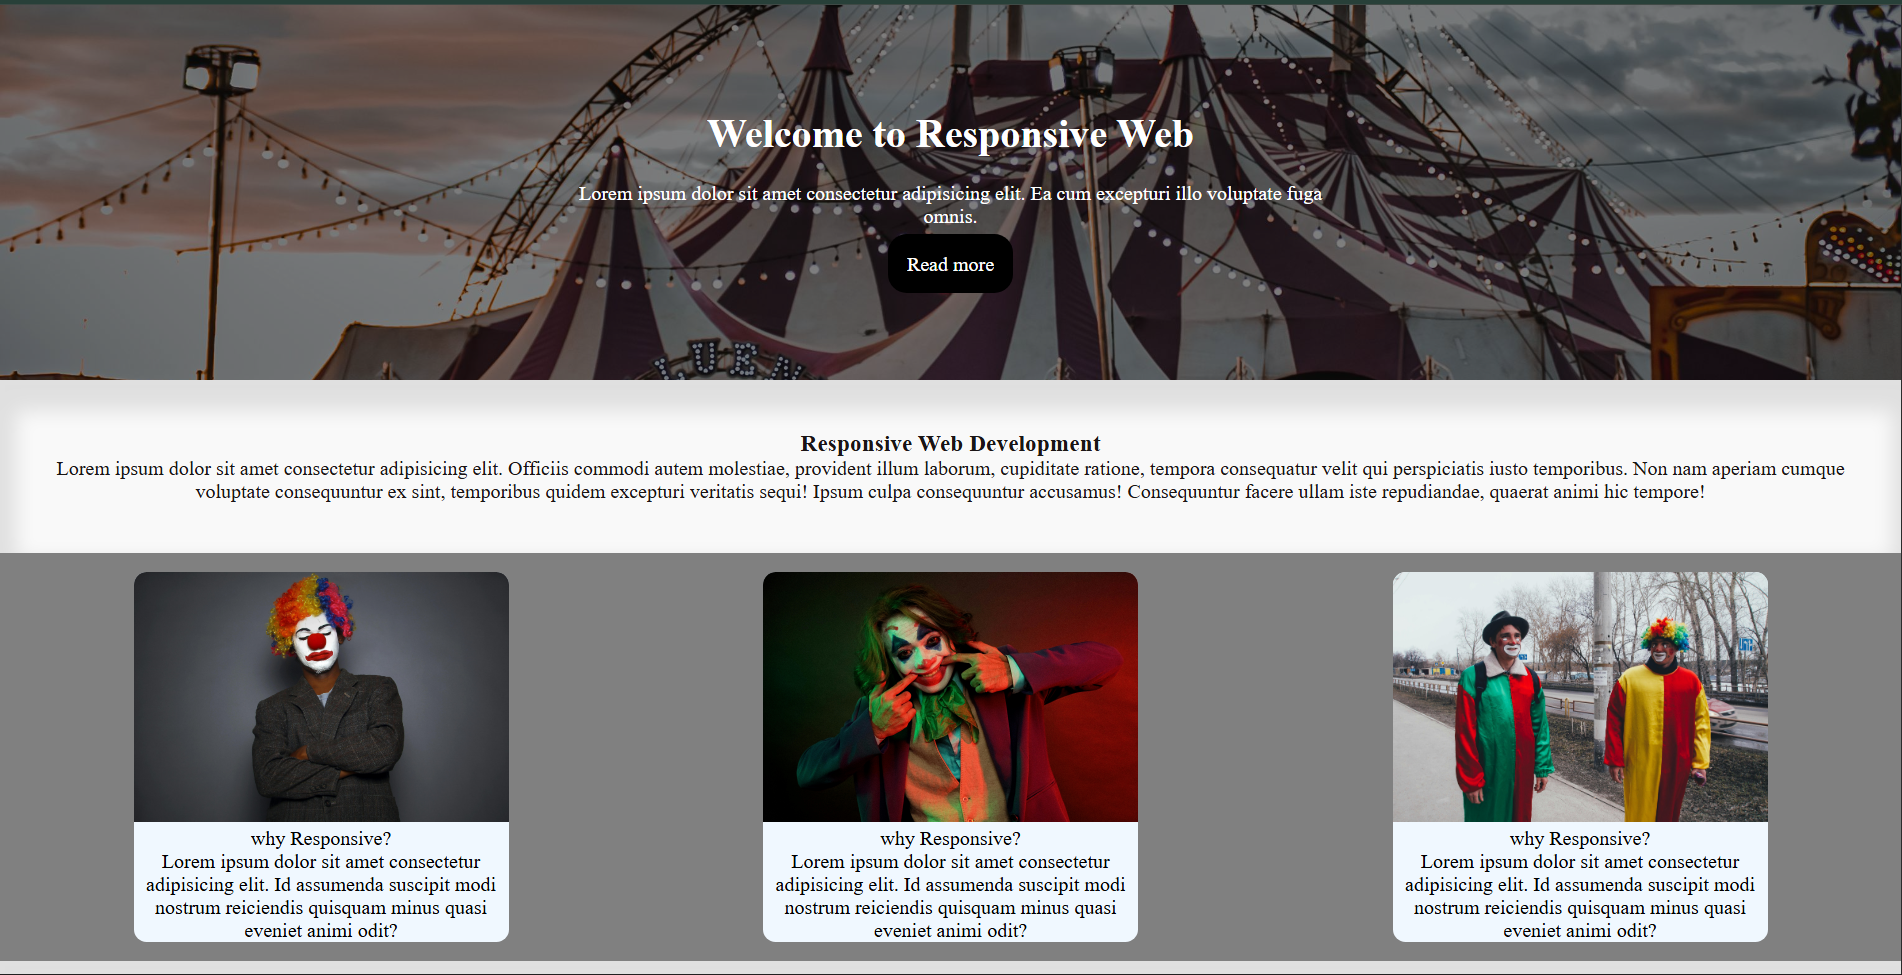 Welcome to Responsive Web
Lorem ipsum dolor sit amet consectetur adipisicing elit. Ea cum excepturi illo voluptate fuga
omnis.
Read more
Responsive Web Development
Lorem ipsum dolor sit amet consectetur adipisicing elit. Officiis commodi autem molestiae, provident illum laborum, cupiditate ratione, tempora consequatur velit qui perspiciatis iusto temporibus. Non nam aperiam cumque
voluptate consequuntur ex sint, temporibus quidem excepturi veritatis sequi! Ipsum culpa consequuntur accusamus! Consequuntur facere ullam iste repudiandae, quaerat animi hic tempore!
why Responsive?
Lorem ipsum dolor sit amet consectetur
adipisicing elit. Id assumenda suscipit modi
nostrum reiciendis quisquam minus quasi
eveniet animi odit?
why Responsive?
Lorem ipsum dolor sit amet consectetur
adipisicing elit. Id assumenda suscipit modi
nostrum reiciendis quisquam minus quasi
eveniet animi odit?
why Responsive?
Lorem ipsum dolor sit amet consectetur
adipisicing elit. Id assumenda suscipit modi
nostrum reiciendis quisquam minus quasi
eveniet animi odit?